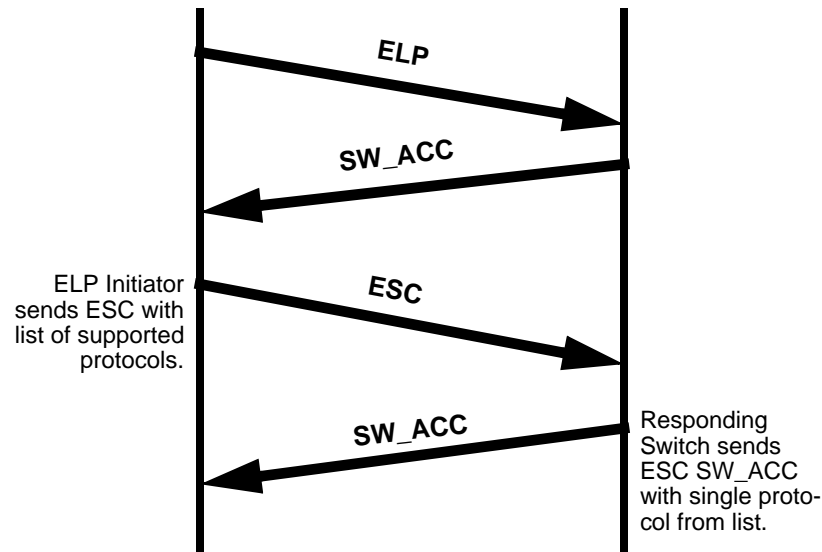 ELP
SW_ACC
ELP Initiator
sends ESC with
list of supported
protocols.
ESC
SW_ACC
Responding
Switch sends
ESC SW_ACC
with single proto-
col from list.